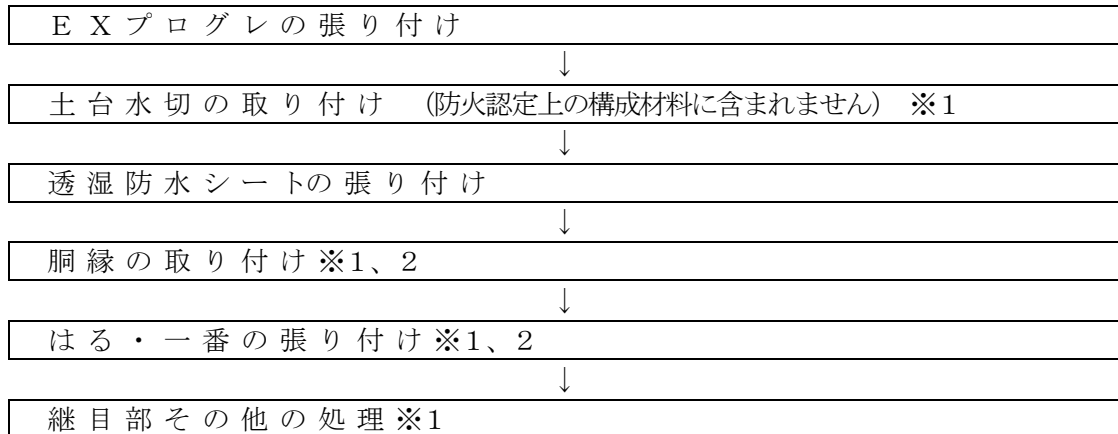 ＥＸプログレの張り付け
↓
土台水切の取り付け　(防火認定上の構成材料に含まれません)　※１
↓
透湿防水シートの張り付け
↓
胴縁の取り付け※１、２
↓
はる・一番の張り付け※１、２
↓
継目部その他の処理※１